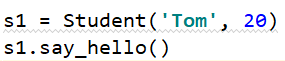 s1 = Student('Tom', 20)
s1.say_hello()